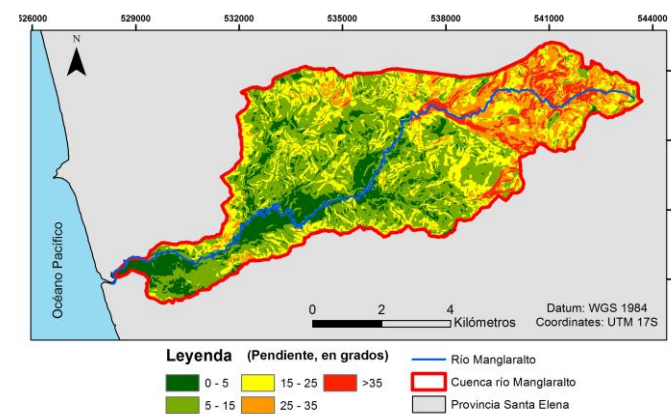 526000 529000 532000 535000 538000 541000 544000
N
Océano Pacífico
0 2 4
Kilómetros
Datum: WGS 1984
Coordinates: UTM 17S
Leyenda (Pendiente, en grados)
0 - 5 15 - 25 >35
5 - 15 25 - 35
Río Manglaralto
Cuenca río Manglaralto
Provincia Santa Elena